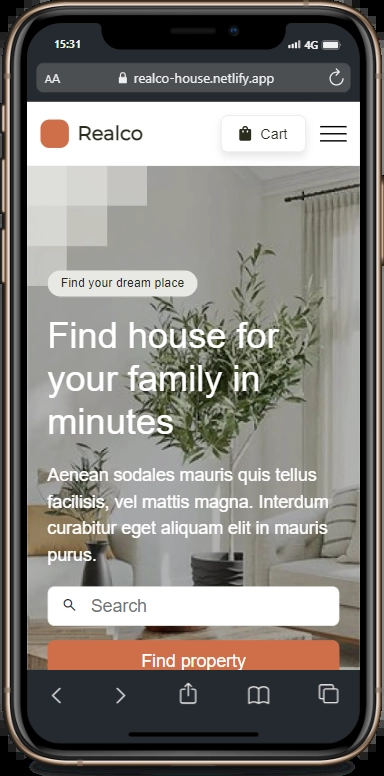 15:31
4G
AA
realco-house.netlify.app
Realco
Cart
Find your dream place
Find house for
your family in
minutes
Aenean sodales mauris quis tellus
facilisis, vel mattis magna. Interdum
curabitur eget aliquam elit in mauris
purus.
Search
Find property